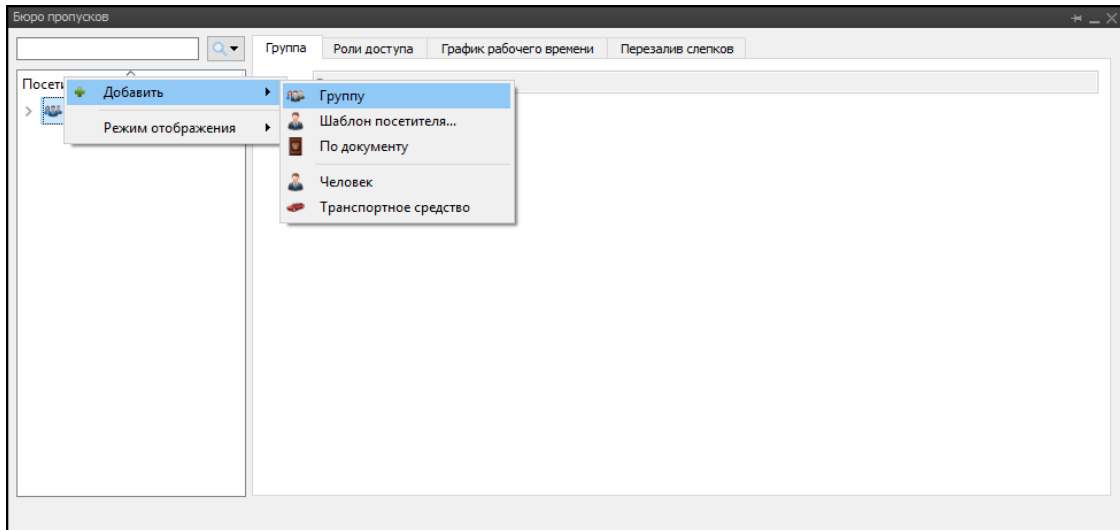 Бюро пропусков
Группа
Роли доступа
График рабочего времени
Перезалив слепков
Добавить
Режим отображения
Группу
Шаблон посетителя...
По документу
Человек
Транспортное средство